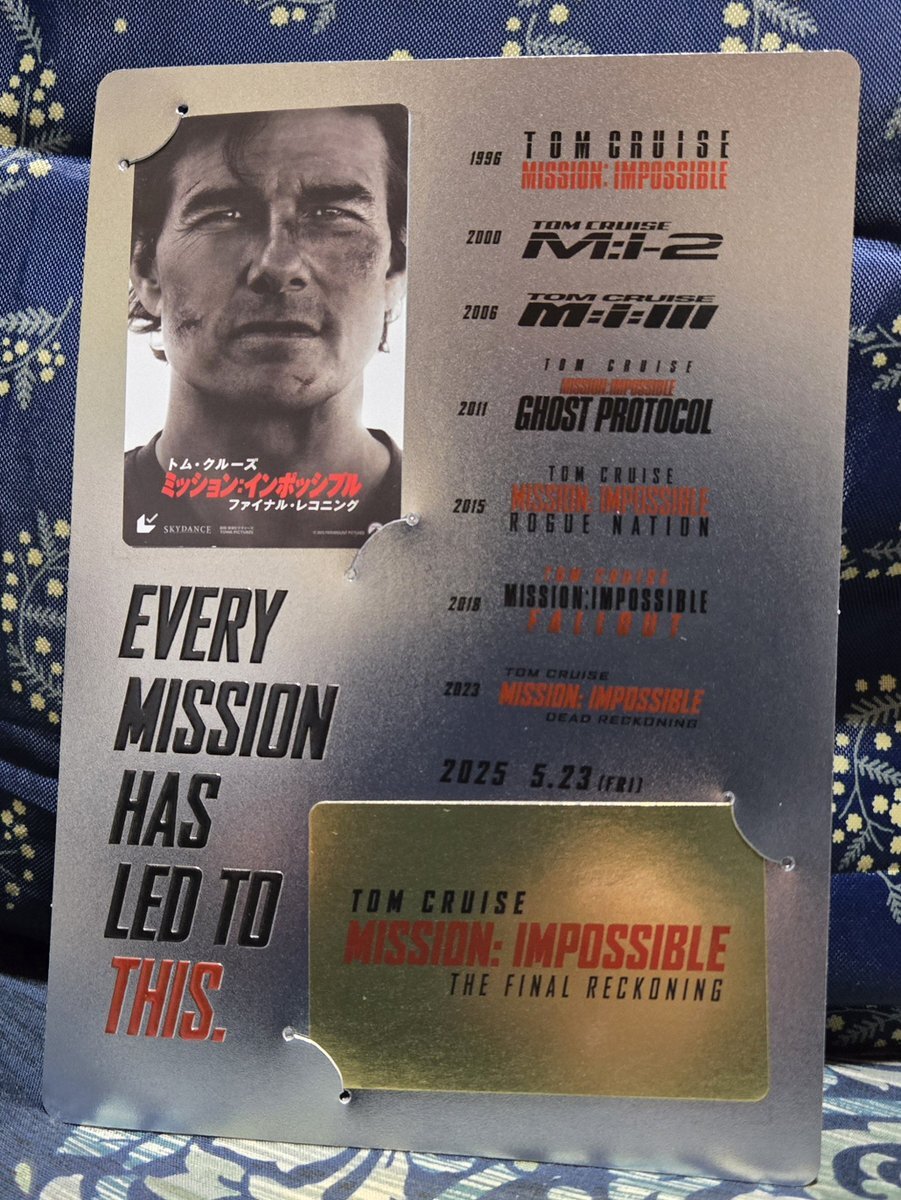 トム・クルーズ
ミッション:インポッシブル
ファイナル・レコニング
SKYDANCE
EVERY
MISSION
HAS
LED TO
THIS.
1996
TOM CRUISE
MISSION: IMPOSSIBLE
2000
TOM CRUISE
M:I-2
2006
TOM CRUISE
M:I:III
2011
TOM CRUISE
MISSION: IMPOSSIBLE
GHOST PROTOCOL
2015
TOM CRUISE
MISSION: IMPOSSIBLE
ROGUE NATION
2018
TOM CRUISE
MISSION:IMPOSSIBLE
FALLOUT
2023
TOM CRUISE
MISSION: IMPOSSIBLE
DEAD RECKONING
2025 5.23(FRI)
TOM CRUISE
MISSION: IMPOSSIBLE
THE FINAL RECKONING